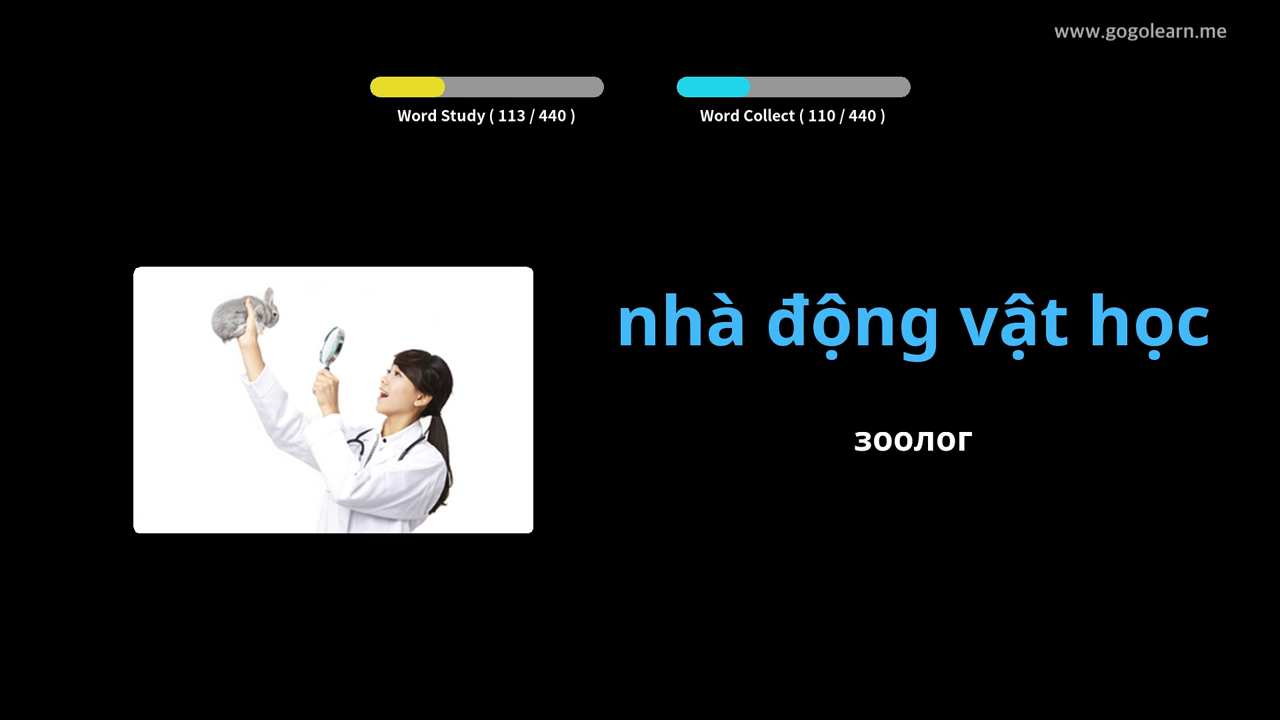 www.gogolearn.me
Word Study ( 113 / 440 )
Word Collect ( 110 / 440 )
nhà động vật học
зоолог